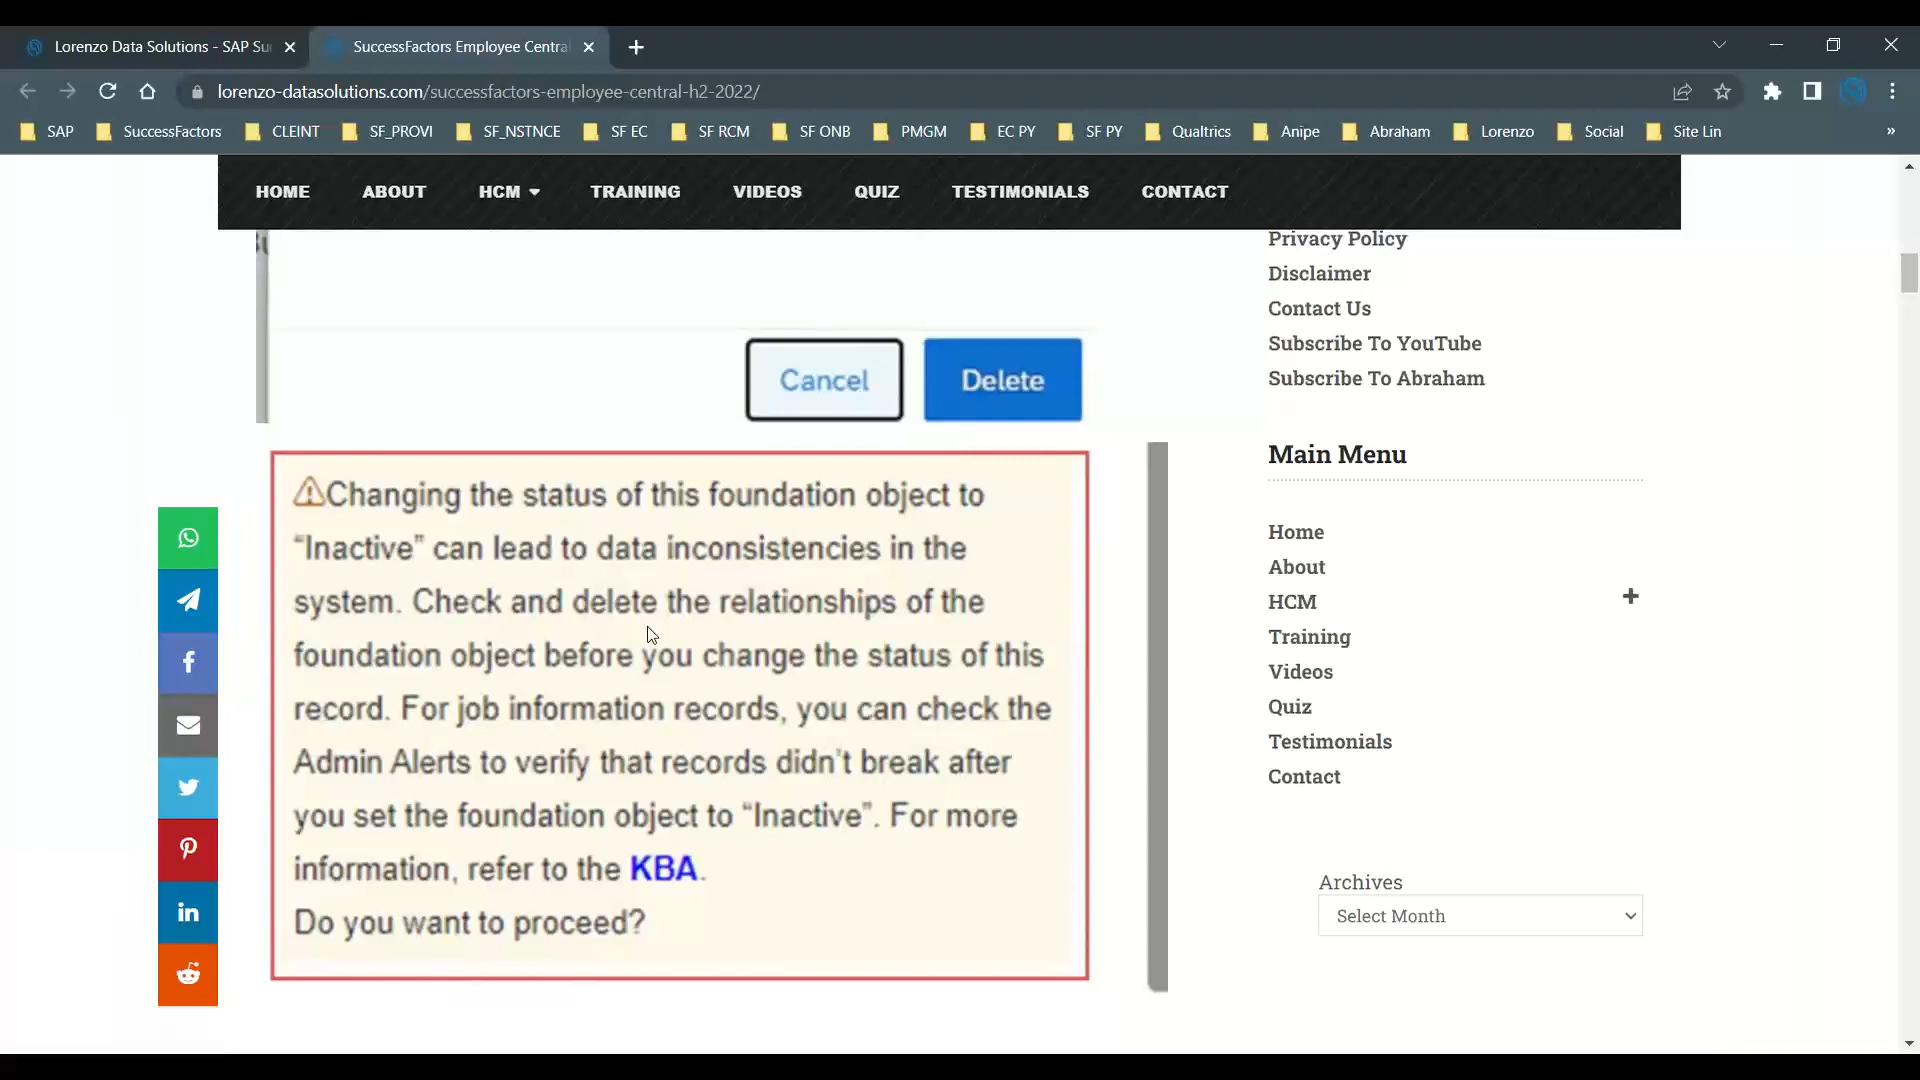 Lorenzo Data Solutions - SAP Su
SuccessFactors Employee Centra
lorenzo-datasolutions.com/successfactors-employee-central-h2-2022/
SAP SuccessFactors CLEINT SF_PROVI SF_NSTNCE SF EC SF RCM SF ONB PMGM EC PY SF PY Qualtrics Anipe Abraham Lorenzo Social Site Lin »
HOME ABOUT HCM TRAINING VIDEOS QUIZ TESTIMONIALS CONTACT
Cancel Delete
Changing the status of this foundation object to
“Inactive” can lead to data inconsistencies in the
system. Check and delete the relationships of the
foundation object before you change the status of this
record. For job information records, you can check the
Admin Alerts to verify that records didn’t break after
you set the foundation object to “Inactive”. For more
information, refer to the KBA.
Do you want to proceed?
Privacy Policy
Disclaimer
Contact Us
Subscribe To YouTube
Subscribe To Abraham
Main Menu
Home
About
HCM
Training
Videos
Quiz
Testimonials
Contact
Archives
Select Month